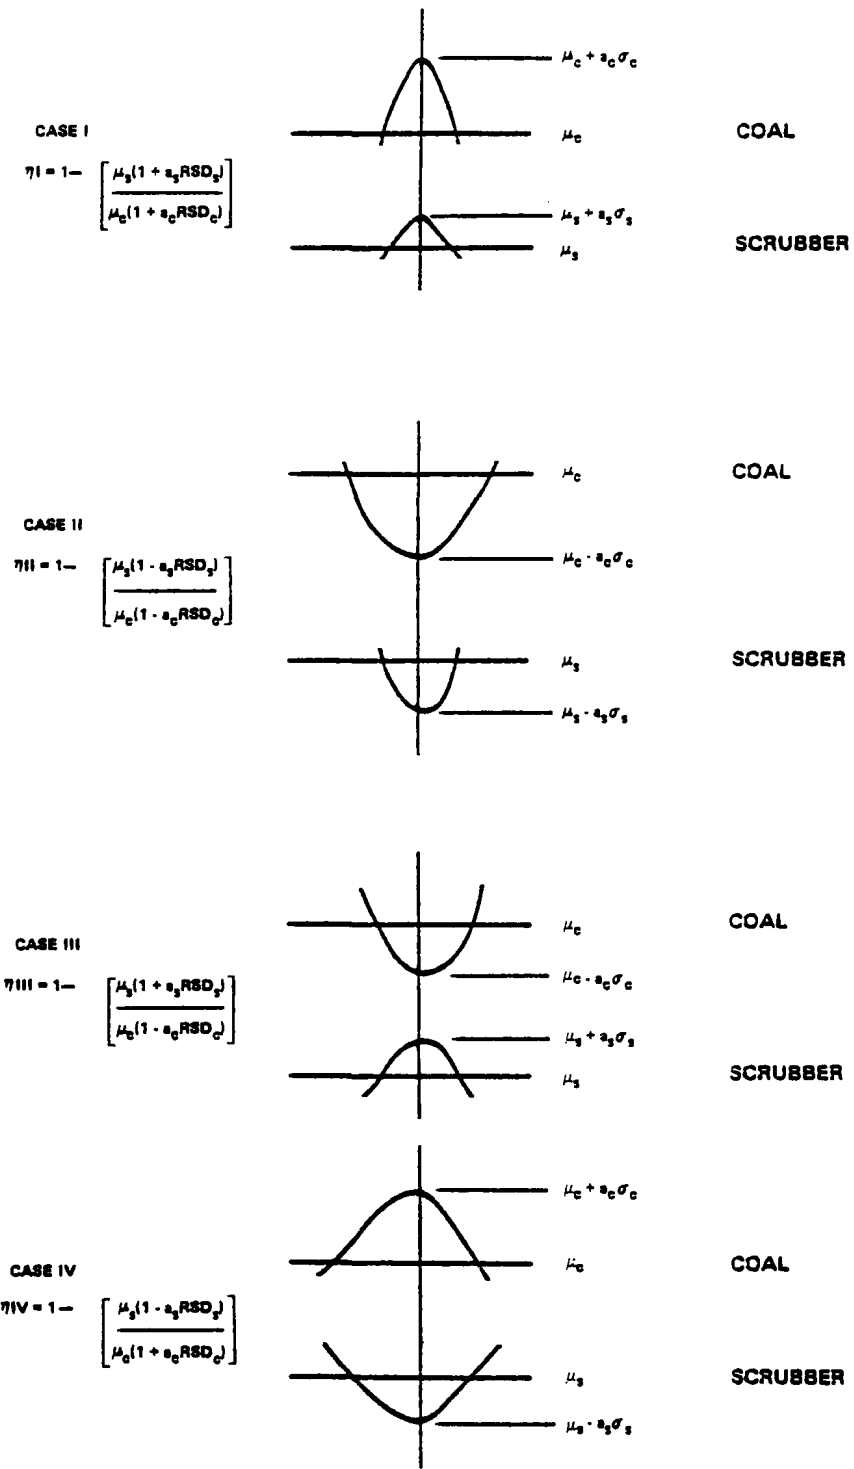 μc + acσc
CASE I
μc
COAL
ηI = 1— [μs(1 + asRSDs) / μc(1 + acRSDc)]
μs + asσs
μs
SCRUBBER
μc
COAL
CASE II
ηII = 1— [μs(1 - asRSDs) / μc(1 - acRSDc)]
μc - acσc
μs
SCRUBBER
μs - asσs
μc
COAL
CASE III
ηIII = 1— [μs(1 + asRSDs) / μc(1 - acRSDc)]
μc - acσc
μs + asσs
μs
SCRUBBER
μc + acσc
CASE IV
μc
COAL
ηIV = 1— [μs(1 - asRSDs) / μc(1 + acRSDc)]
μs
SCRUBBER
μs - asσs